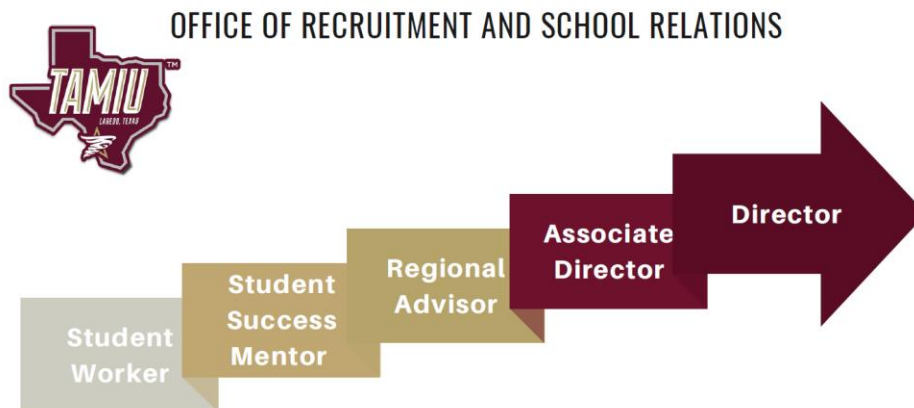 OFFICE OF RECRUITMENT AND SCHOOL RELATIONS
TAMIU
LAREDO, TEXAS
TM
Director
Associate
Director
Regional
Advisor
Student
Success
Mentor
Student
Worker